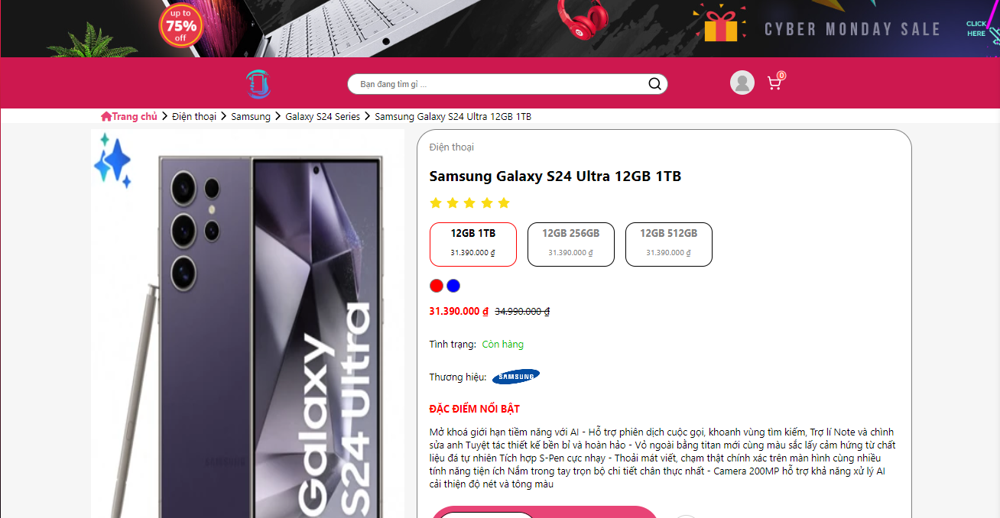 up to
75%
off
CYBER MONDAY SALE
CLICK
HERE
Bạn đang tìm gì ...
0
Trang chủ > Điện thoại > Samsung > Galaxy S24 Series > Samsung Galaxy S24 Ultra 12GB 1TB
Điện thoại
Samsung Galaxy S24 Ultra 12GB 1TB
12GB 1TB 12GB 256GB 12GB 512GB
31.390.000 ₫ 31.390.000 ₫ 31.390.000 ₫
31.390.000 ₫ 34.990.000 ₫
Tình trạng: Còn hàng
Thương hiệu: SAMSUNG
ĐẶC ĐIỂM NỔI BẬT
Mở khoá giới hạn tiềm năng với AI - Hỗ trợ phiên dịch cuộc gọi, khoanh vùng tìm kiếm, Trợ lí Note và chình
sửa anh Tuyệt tác thiết kế bền bỉ và hoàn hảo - Vỏ ngoài bằng titan mới cùng màu sắc lấy cảm hứng từ chất
liệu đá tự nhiên Tích hợp S-Pen cực nhạy - Thoải mát viết, chạm thật chính xác trên màn hình cùng nhiều
tính năng tiện ích Nắm trong tay trọn bộ chi tiết chân thực nhất - Camera 200MP hỗ trợ khả năng xử lý AI
cải thiện độ nét và tông màu
Galaxy
S24 Ultra
SAMSUNG